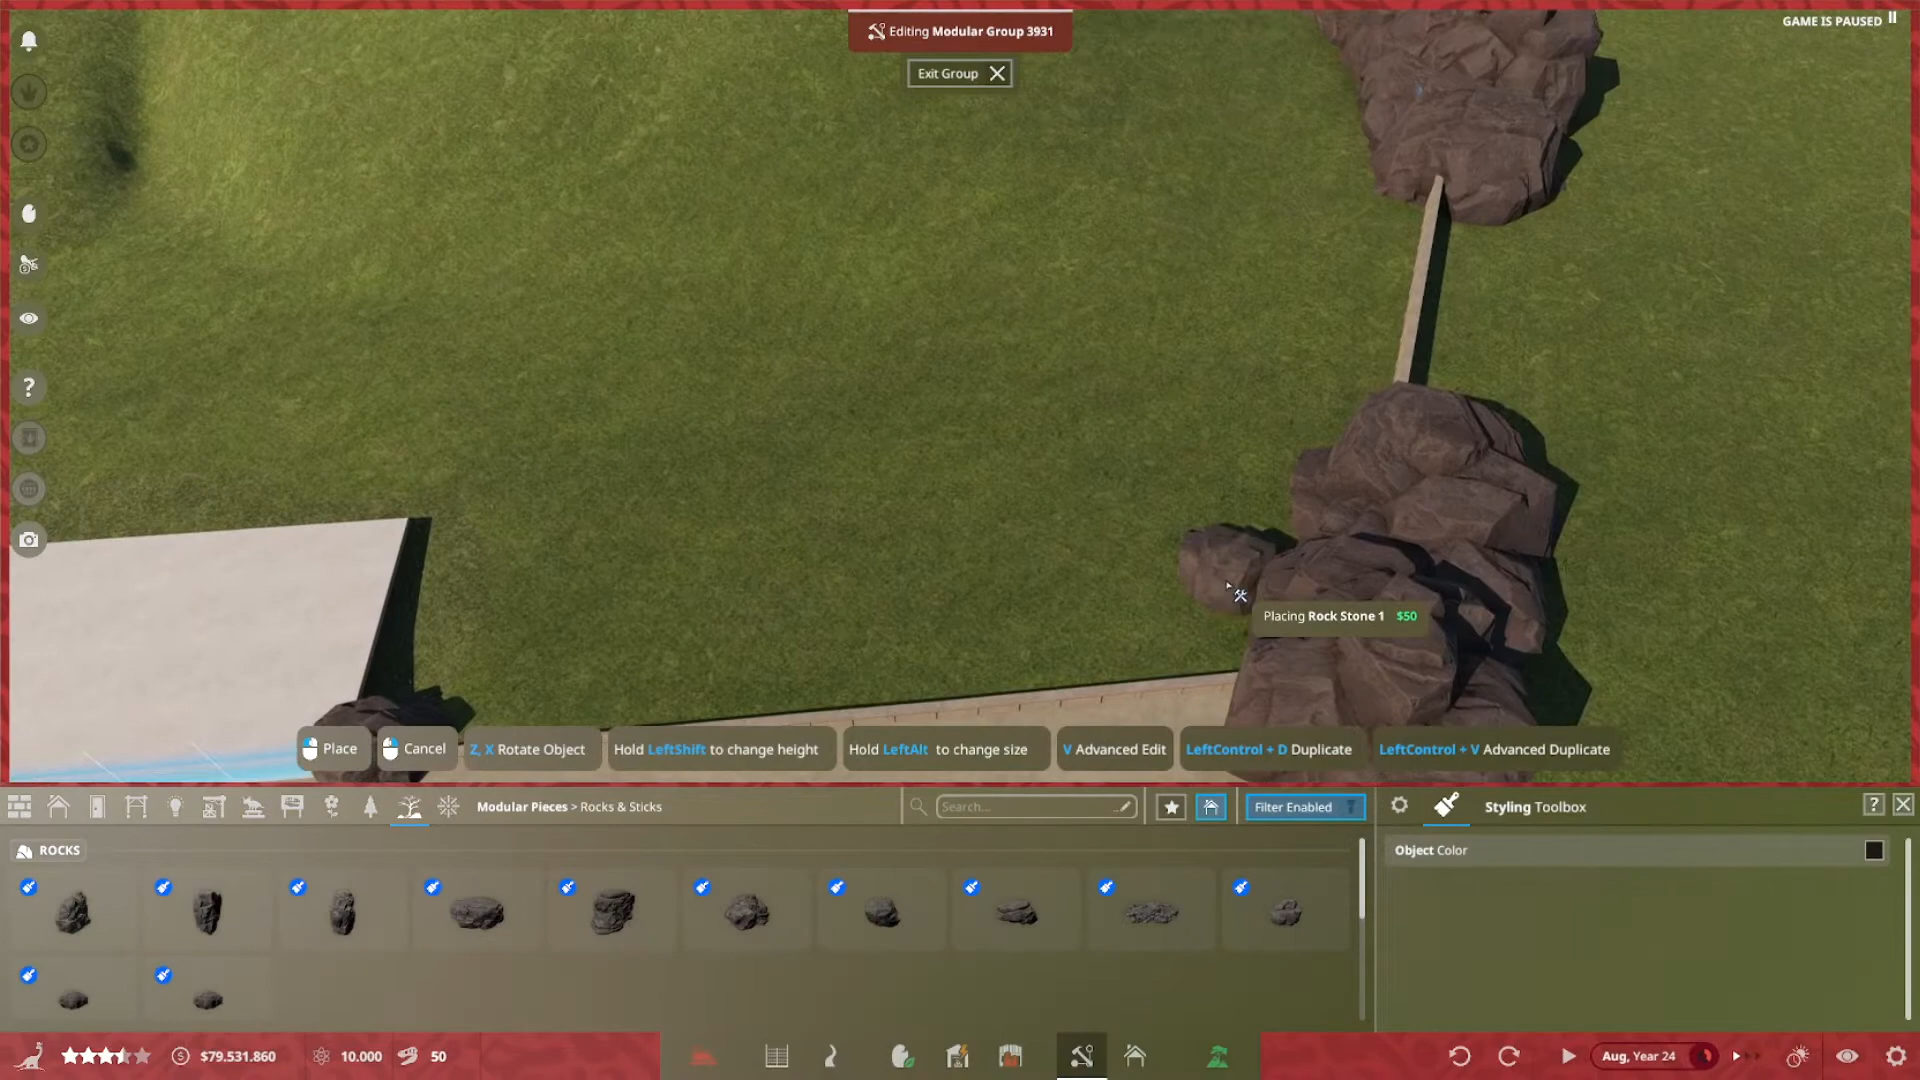 GAME IS PAUSED
Editing Modular Group 3931
Exit Group
Placing Rock Stone 1 $50
Place
Cancel
Z, X Rotate Object
Hold LeftShift to change height
Hold LeftAlt to change size
V Advanced Edit
LeftControl + D Duplicate
LeftControl + V Advanced Duplicate
Modular Pieces > Rocks & Sticks
Search...
Filter Enabled
Styling Toolbox
?
ROCKS
Object Color
$79.531.860
10.000
50
Aug, Year 24